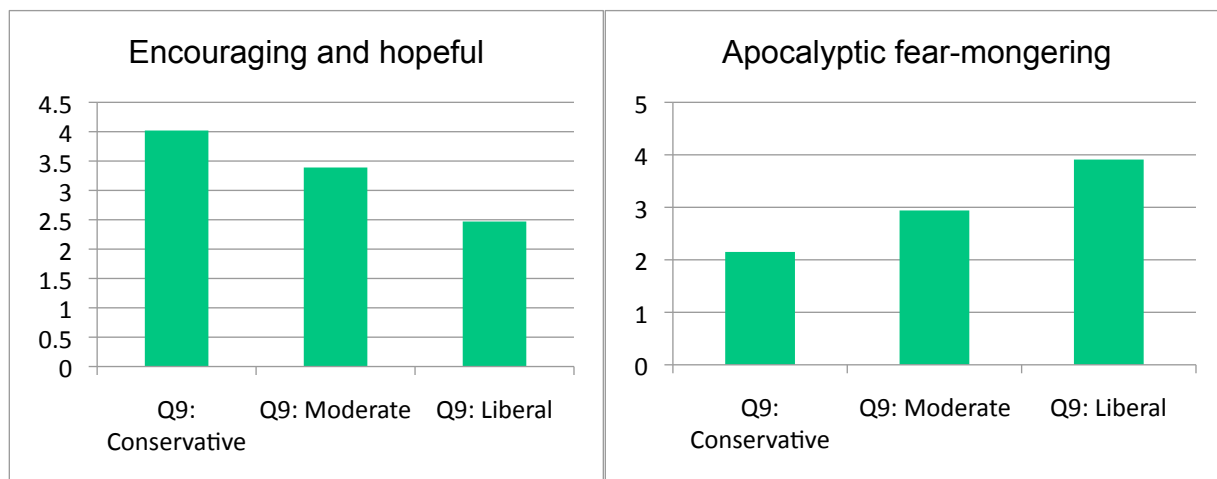 Encouraging and hopeful
4.5
4
3.5
3
2.5
2
1.5
1
0.5
0
Q9:
Conservative
Q9: Moderate
Q9: Liberal
Apocalyptic fear-mongering
5
4
3
2
1
0
Q9:
Conservative
Q9: Moderate
Q9: Liberal